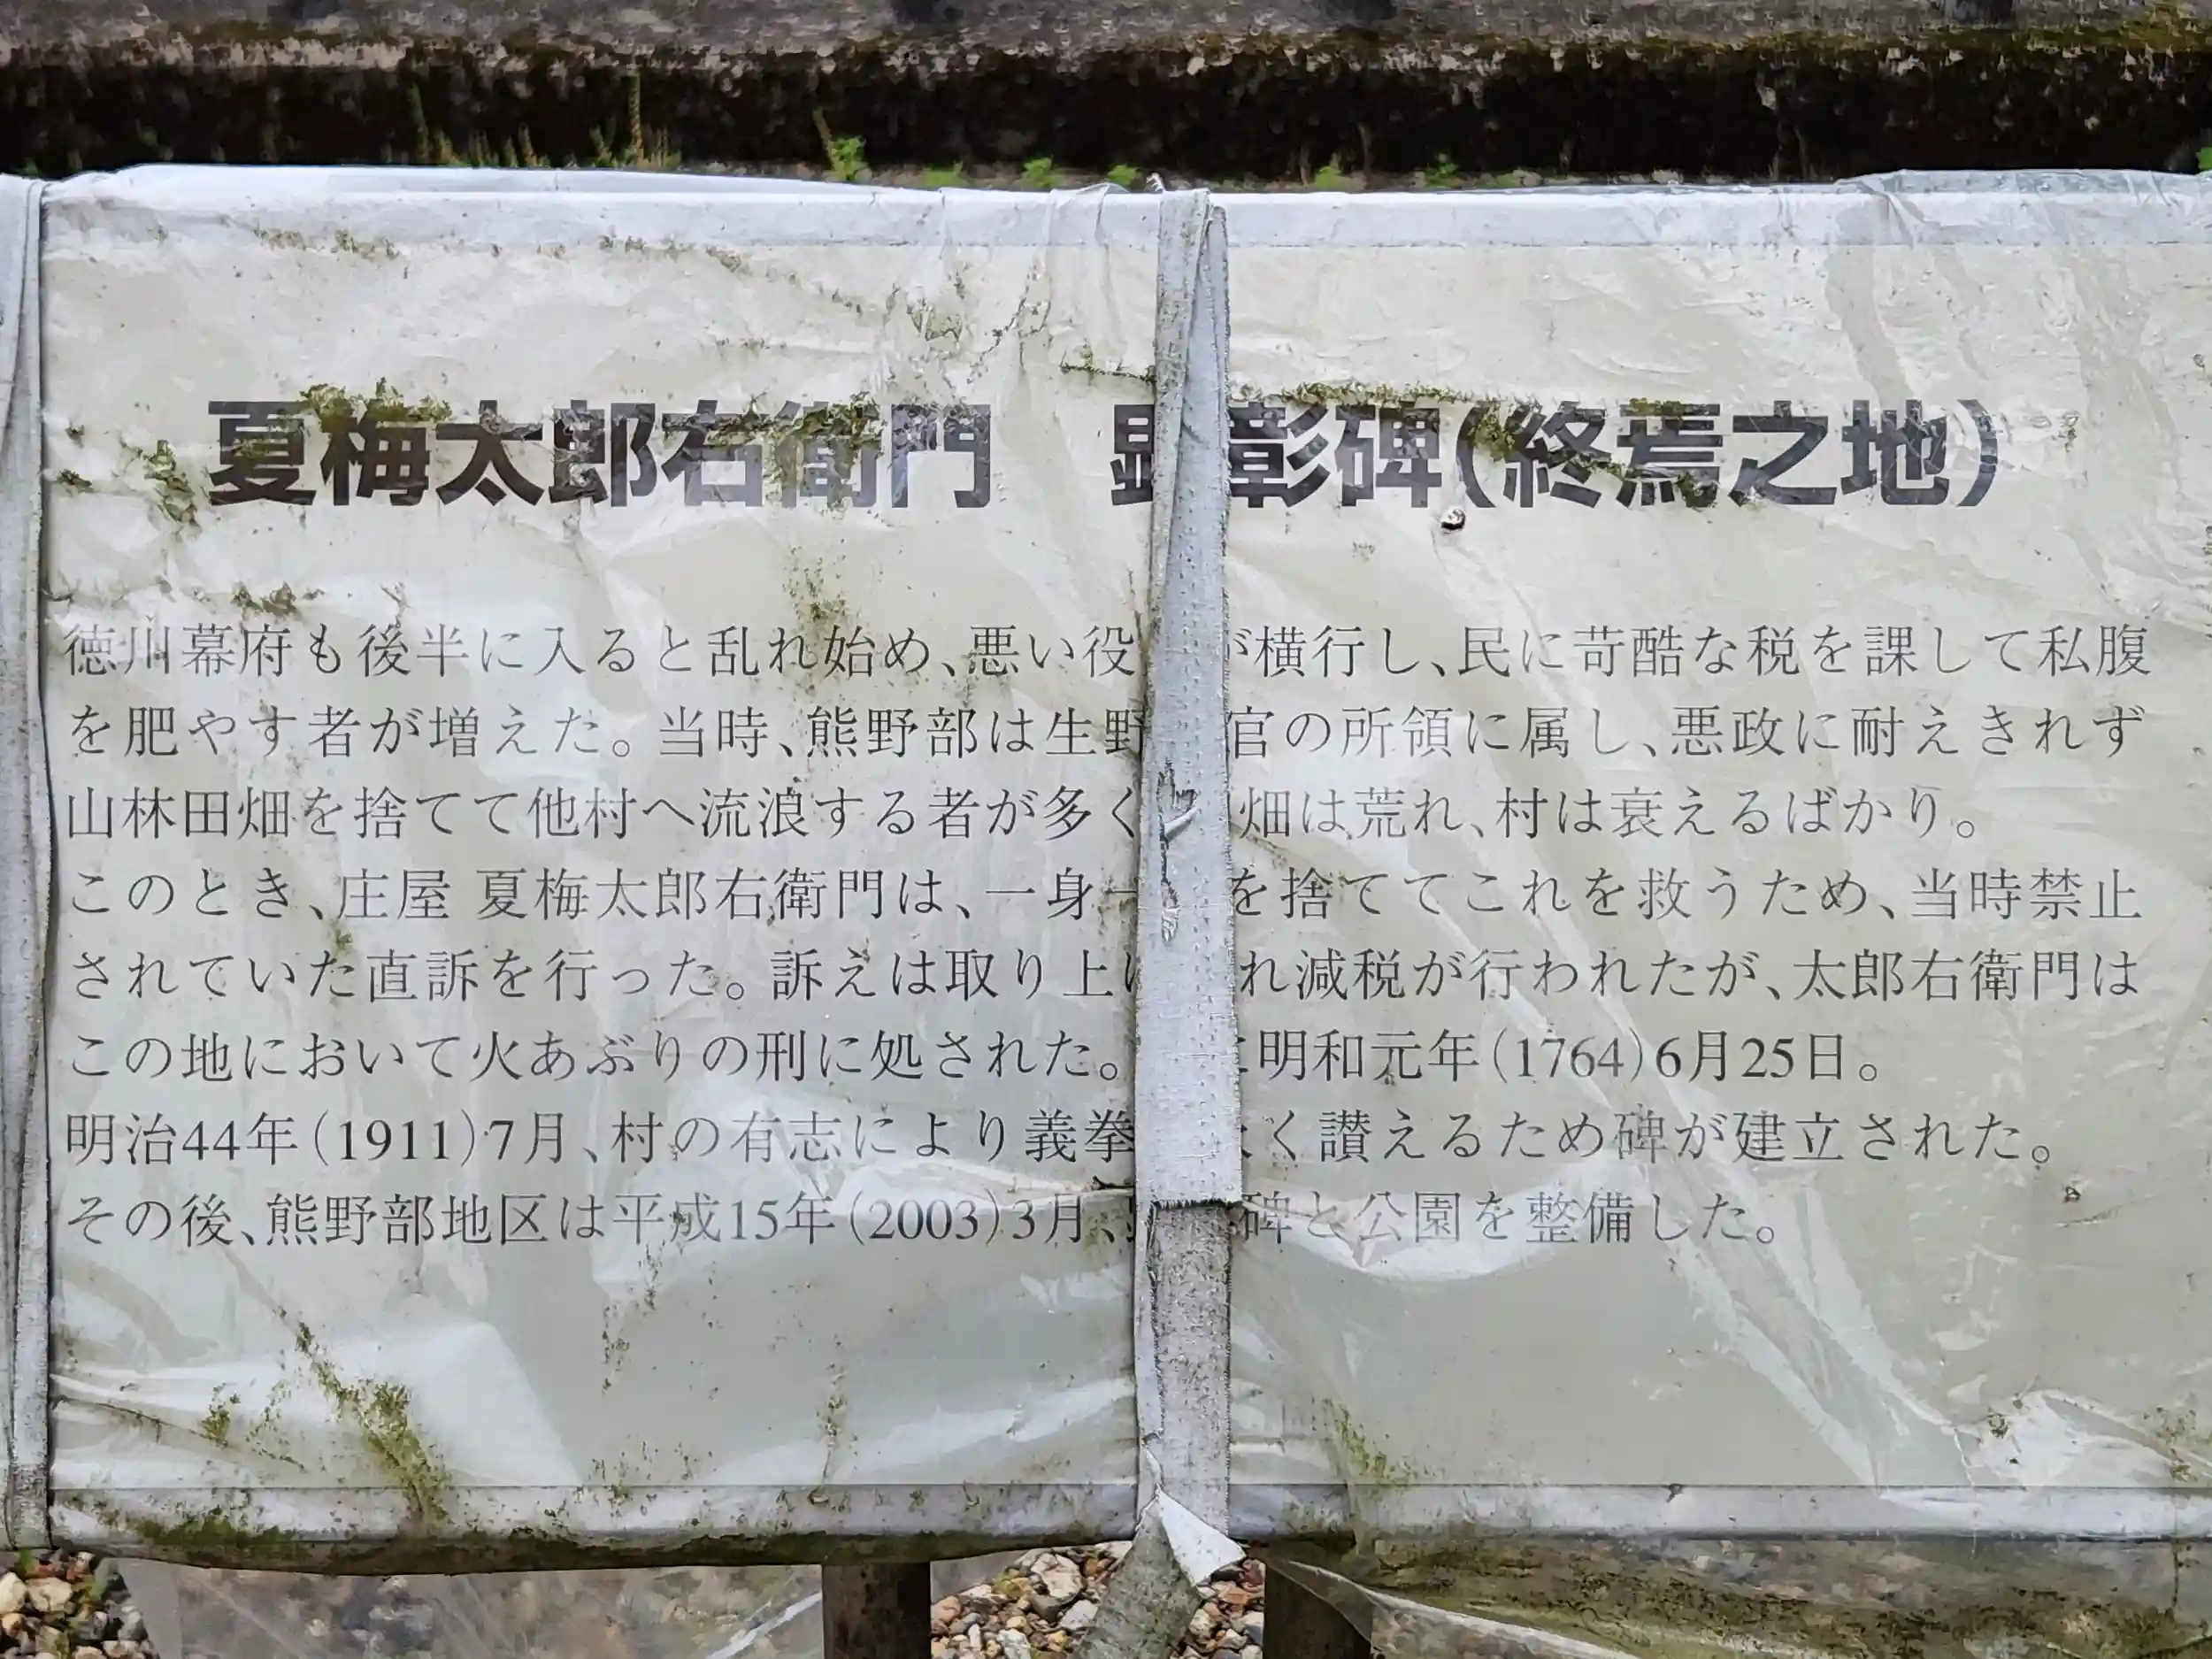 夏梅太郎右衛門　顕彰碑(終焉之地)
徳川幕府も後半に入ると乱れ始め、悪い役 が横行し、民に苛酷な税を課して私腹
を肥やす者が増えた。当時、熊野部は生野 官の所領に属し、悪政に耐えきれず
山林田畑を捨てて他村へ流浪する者が多く 畑は荒れ、村は衰えるばかり。
このとき、庄屋 夏梅太郎右衛門は、一身一 を捨ててこれを救うため、当時禁止
されていた直訴を行った。訴えは取り上げ れ減税が行われたが、太郎右衛門は
この地において火あぶりの刑に処された。 明和元年(1764)6月25日。
明治44年(1911)7月、村の有志により義挙 く讃えるため碑が建立された。
その後、熊野部地区は平成15年(2003)3月、 碑と公園を整備した。